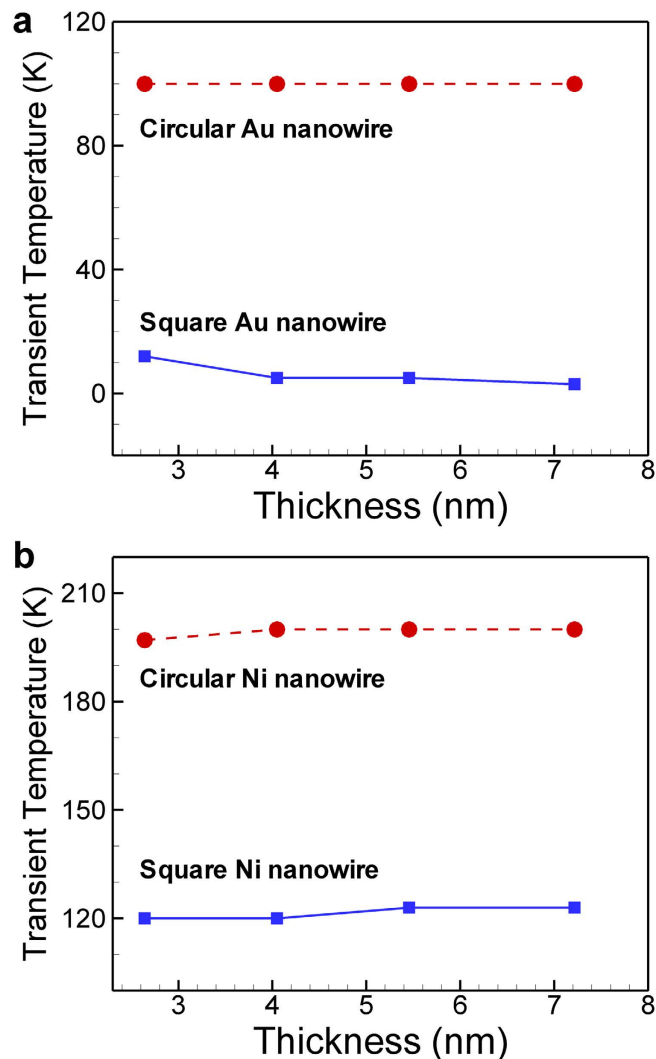 a
120
80
40
0
Transient Temperature (K)
Circular Au nanowire
Square Au nanowire
3 4 5 6 7 8
Thickness (nm)
b
210
180
150
120
Transient Temperature (K)
Circular Ni nanowire
Square Ni nanowire
3 4 5 6 7 8
Thickness (nm)